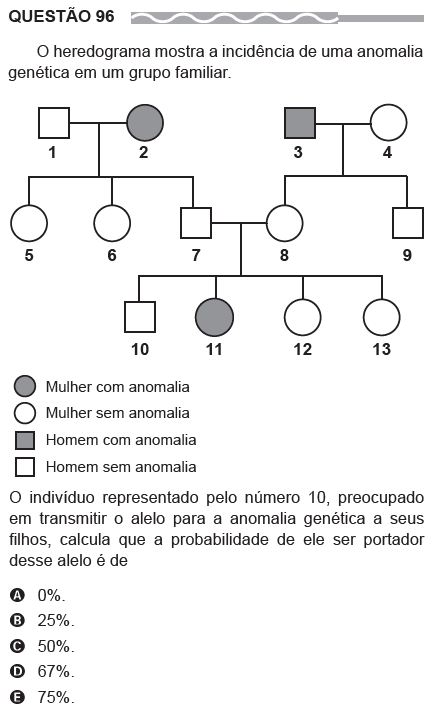 QUESTÃO 96
O heredograma mostra a incidência de uma anomalia
genética em um grupo familiar.
1 2 3 4
5 6 7 8 9
10 11 12 13
Mulher com anomalia
Mulher sem anomalia
Homem com anomalia
Homem sem anomalia
O indivíduo representado pelo número 10, preocupado
em transmitir o alelo para a anomalia genética a seus
filhos, calcula que a probabilidade de ele ser portador
desse alelo é de
A 0%.
B 25%.
C 50%.
D 67%.
E 75%.